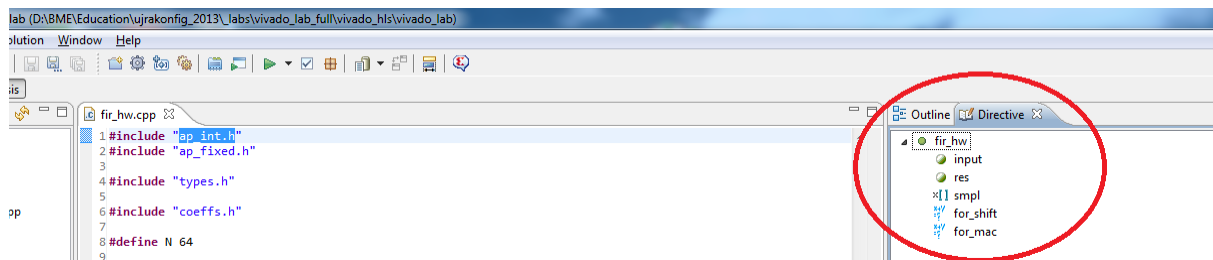 lab (D:\BME\Education\ujrakonfig_2013\_labs\vivado_lab_full\vivado_hls\vivado_lab)
olution Window Help
sis
fir_hw.cpp
1 #include "ap_int.h"
2 #include "ap_fixed.h"
3
4 #include "types.h"
5
6 #include "coeffs.h"
7
8 #define N 64
9
pp
Outline Directive
fir_hw
input
res
x[] smpl
for_shift
for_mac